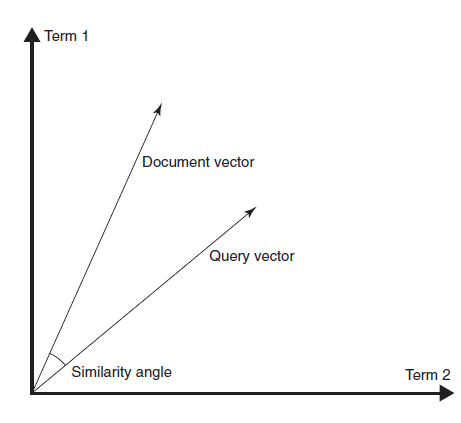 Term 1
Document vector
Query vector
Similarity angle
Term 2